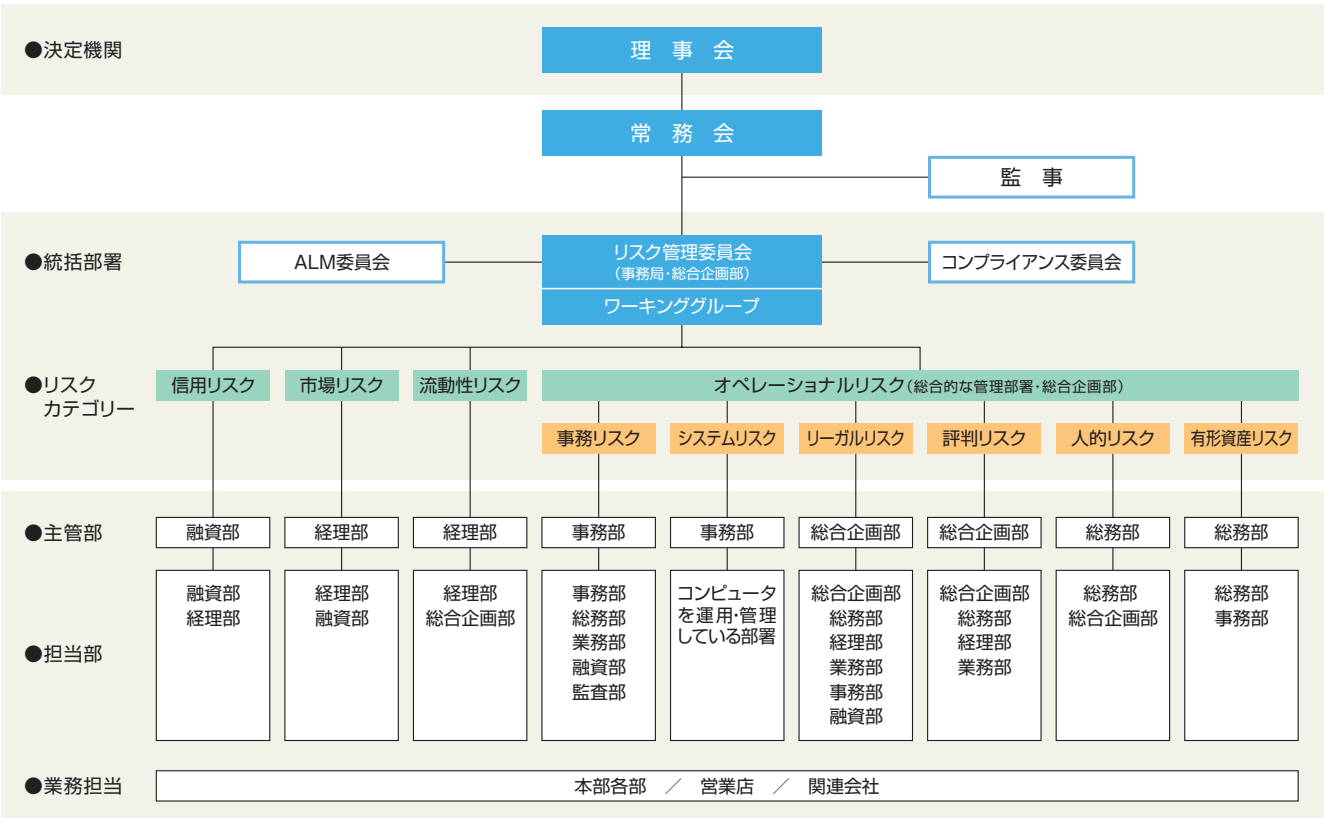 ●決定機関
理　事　会
常　務　会
監　事
●統括部署
ALM委員会
リスク管理委員会
（事務局・総合企画部）
ワーキンググループ
コンプライアンス委員会
●リスク
カテゴリー
信用リスク
市場リスク
流動性リスク
オペレーショナルリスク（総合的な管理部署・総合企画部）
事務リスク
システムリスク
リーガルリスク
評判リスク
人的リスク
有形資産リスク
●主管部
融資部
経理部
経理部
事務部
事務部
総合企画部
総合企画部
総務部
総務部
●担当部
融資部
経理部
経理部
融資部
経理部
総合企画部
事務部
総務部
業務部
融資部
監査部
コンピュータ
を運用・管理
している部署
総合企画部
総務部
経理部
業務部
事務部
融資部
総合企画部
総務部
経理部
業務部
総務部
総合企画部
総務部
事務部
●業務担当
本部各部　／　営業店　／　関連会社